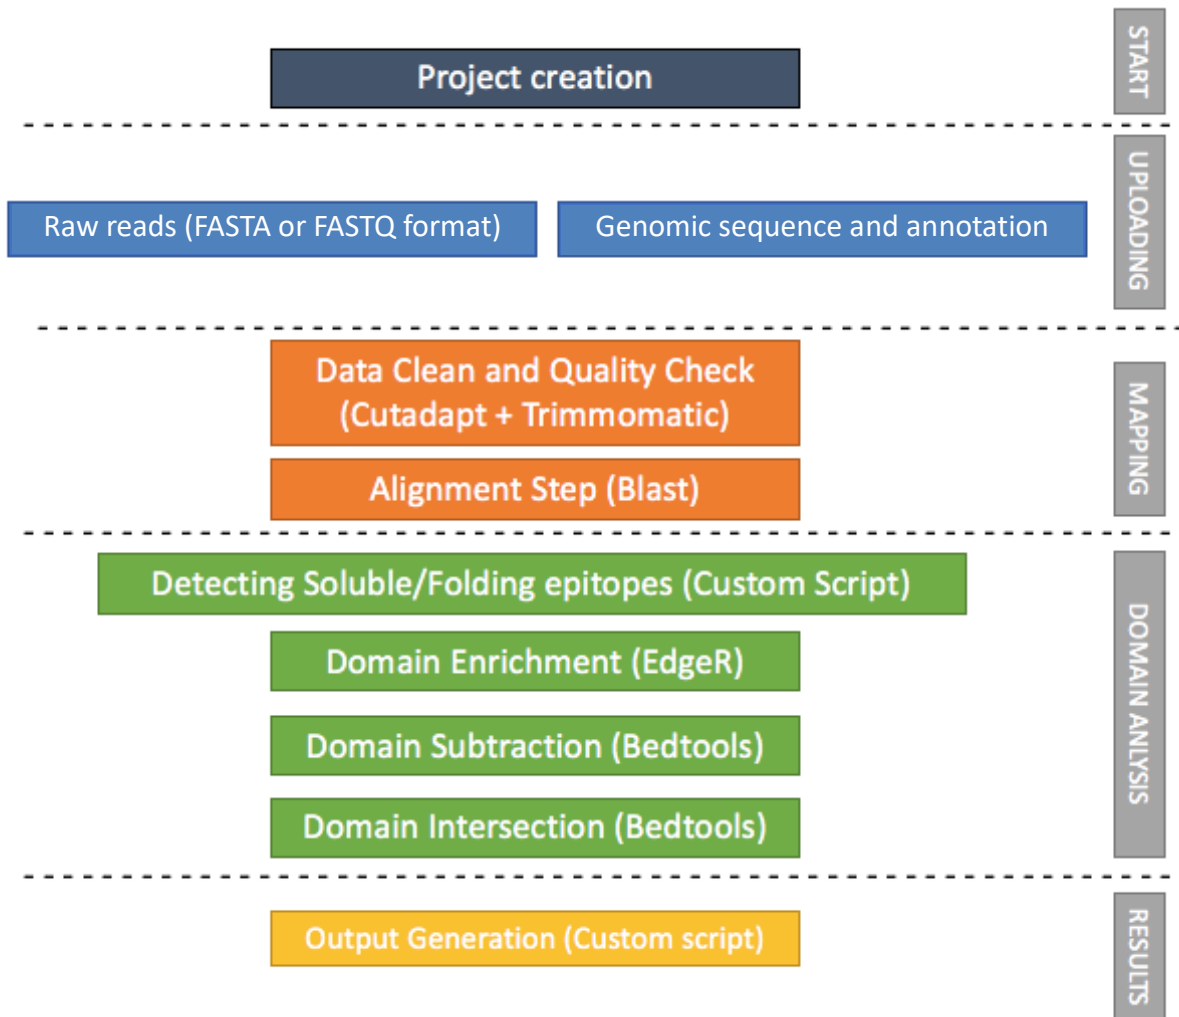 START
Project creation
UPLOADING
Raw reads (FASTA or FASTQ format)
Genomic sequence and annotation
MAPPING
Data Clean and Quality Check
(Cutadapt + Trimmomatic)
Alignment Step (Blast)
DOMAIN ANLYSIS
Detecting Soluble/Folding epitopes (Custom Script)
Domain Enrichment (EdgeR)
Domain Subtraction (Bedtools)
Domain Intersection (Bedtools)
RESULTS
Output Generation (Custom script)